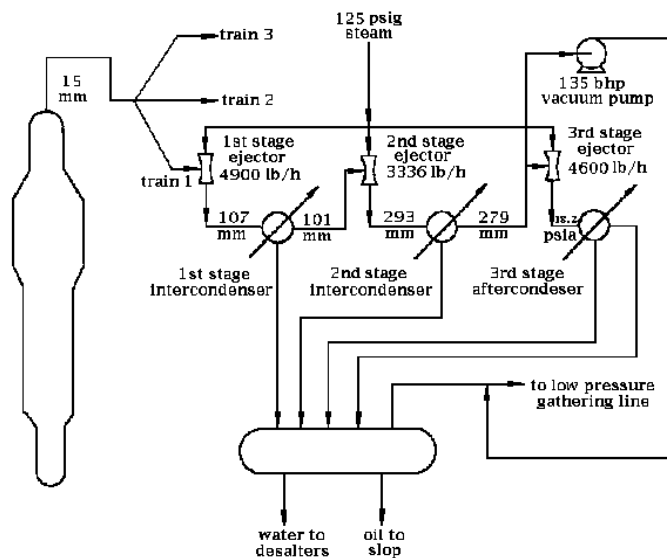 125 psig
steam
train 3
15
mm
train 2
135 bhp
vacuum pump
1st stage
ejector
4900 lb/h
2nd stage
ejector
3336 lb/h
3rd stage
ejector
4600 lb/h
train 1
107
mm
101
mm
293
mm
279
mm
psia
1st stage
intercondenser
2nd stage
intercondenser
3rd stage
aftercondeser
to low pressure
gathering line
water to
desalters
oil to
slop